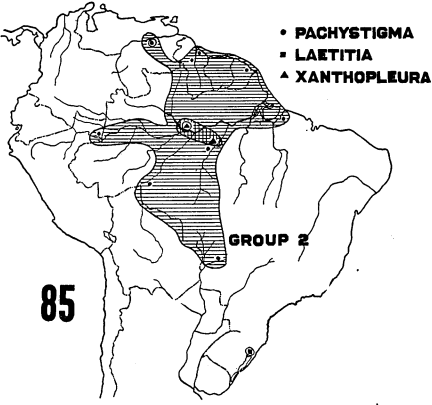 PACHYSTIGMA
LAETITIA
XANTHOPLEURA
GROUP 2
85